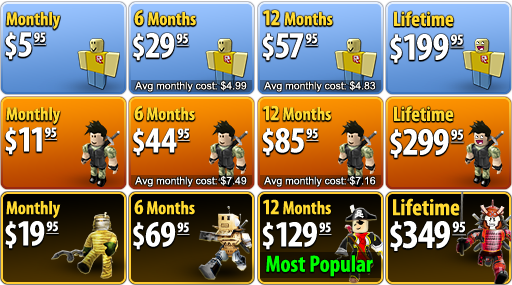 Monthly
$5.95
6 Months
$29.95
Avg monthly cost: $4.99
12 Months
$57.95
Avg monthly cost: $4.83
Lifetime
$199.95
Monthly
$11.95
6 Months
$44.95
Avg monthly cost: $7.49
12 Months
$85.95
Avg monthly cost: $7.16
Lifetime
$299.95
Monthly
$19.95
6 Months
$69.95
12 Months
$129.95
Most Popular
Lifetime
$349.95